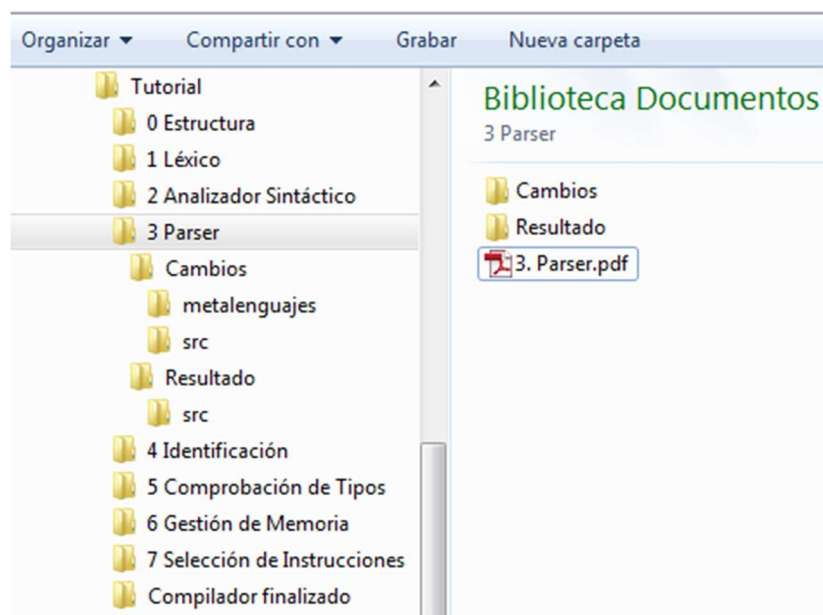 Organizar Compartir con Grabar Nueva carpeta
Tutorial
0 Estructura
1 Léxico
2 Analizador Sintáctico
3 Parser
Cambios
metalenguajes
src
Resultado
src
4 Identificación
5 Comprobación de Tipos
6 Gestión de Memoria
7 Selección de Instrucciones
Compilador finalizado
Biblioteca Documentos
3 Parser
Cambios
Resultado
3. Parser.pdf